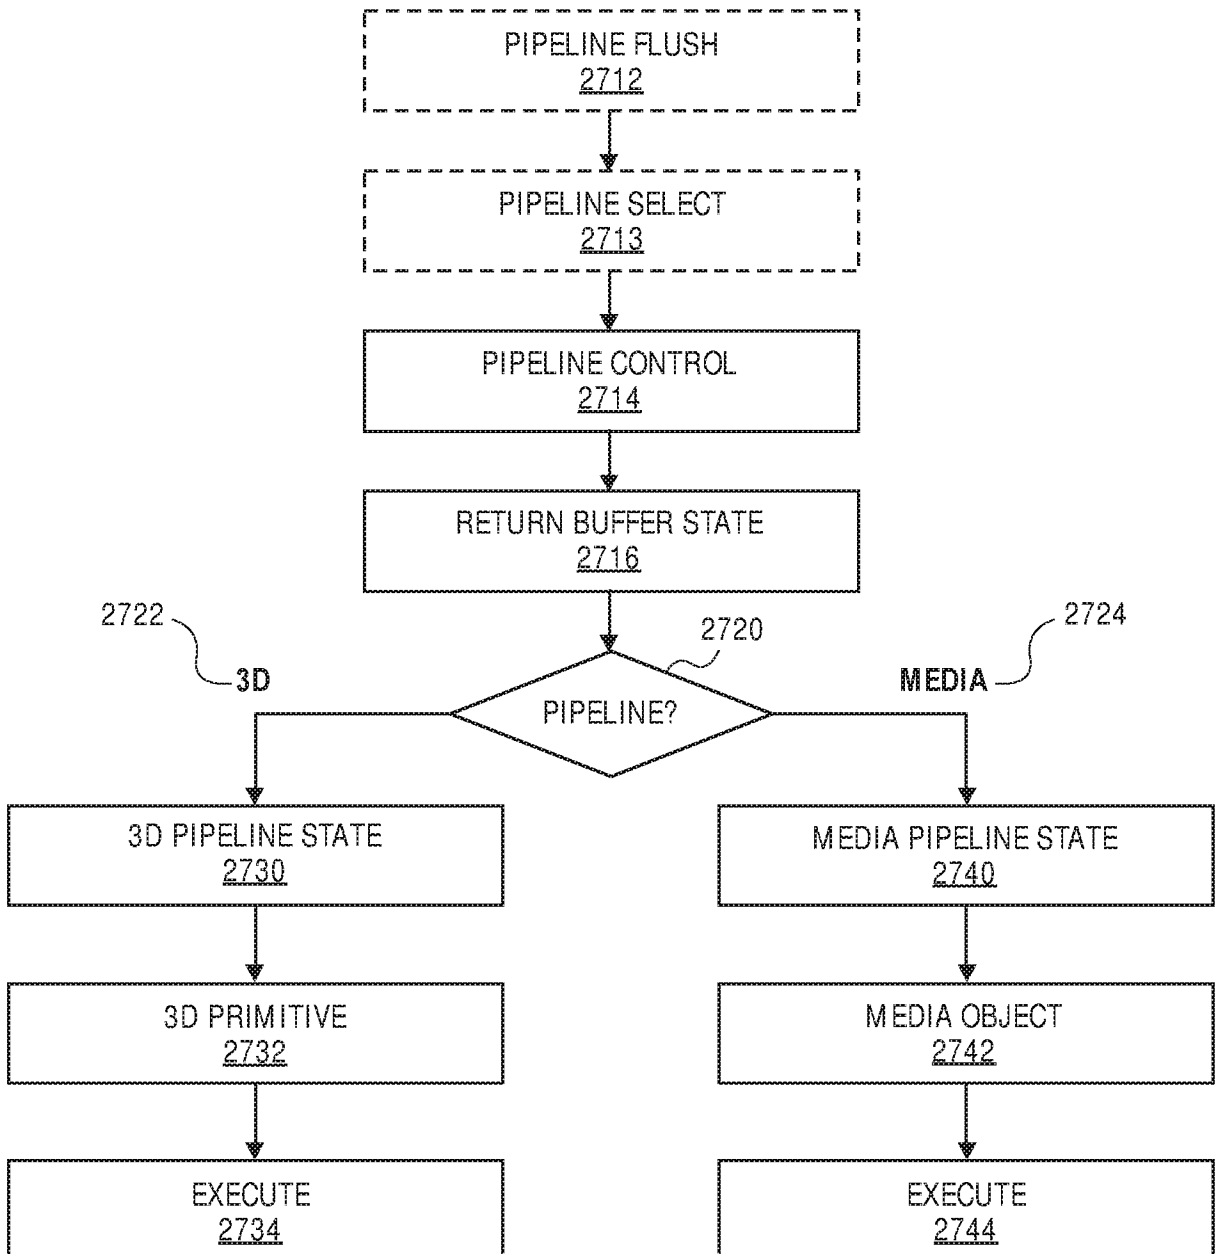 PIPELINE FLUSH
2712
PIPELINE SELECT
2713
PIPELINE CONTROL
2714
RETURN BUFFER STATE
2716
2722
2720
2724
3D
MEDIA
PIPELINE?
3D PIPELINE STATE
2730
MEDIA PIPELINE STATE
2740
3D PRIMITIVE
2732
MEDIA OBJECT
2742
EXECUTE
2734
EXECUTE
2744